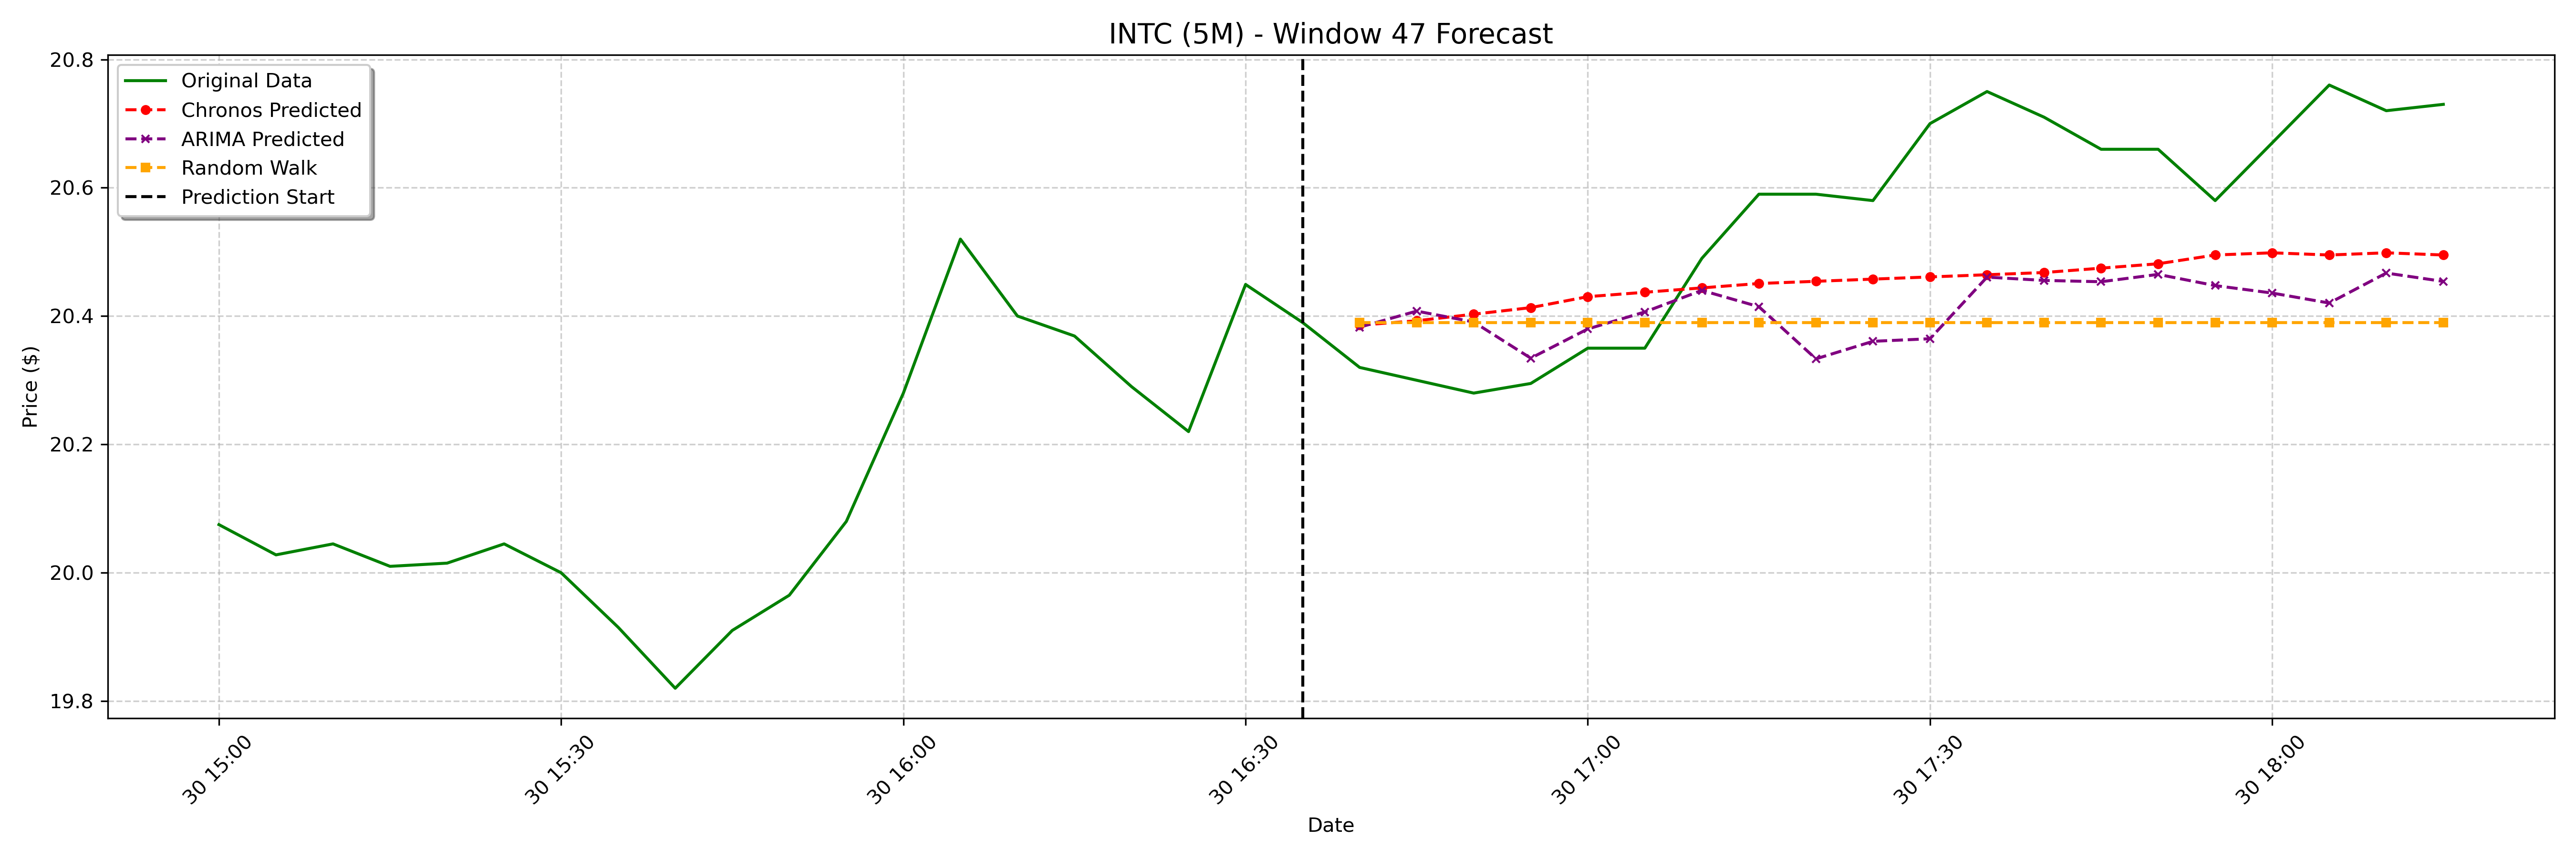 INTC (5M) - Window 47 Forecast
Original Data
Chronos Predicted
ARIMA Predicted
Random Walk
Prediction Start
Price ($)
20.8
20.6
20.4
20.2
20.0
19.8
30 15:00
30 15:30
30 16:00
30 16:30
30 17:00
30 17:30
30 18:00
Date